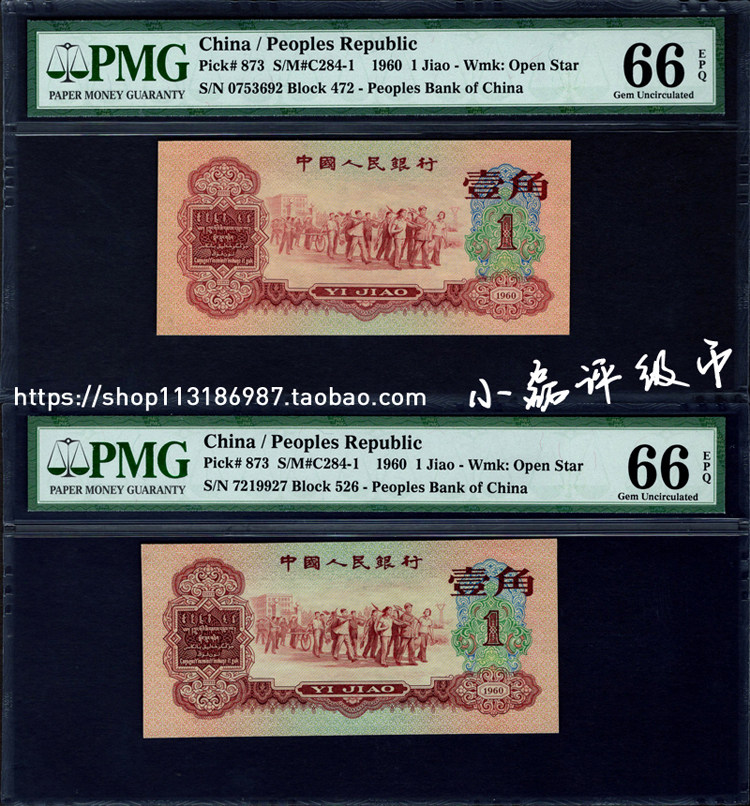 PMG
PAPER MONEY GUARANTY
China / Peoples Republic
Pick# 873 S/M#C284-1 1960 1 Jiao - Wmk: Open Star
S/N 0753692 Block 472 - Peoples Bank of China
66 EPQ
Gem Uncirculated
中國人民銀行
壹角
1
YI JIAO
1960
https://shop113186987.taobao.com
小磊评级币
PMG
PAPER MONEY GUARANTY
China / Peoples Republic
Pick# 873 S/M#C284-1 1960 1 Jiao - Wmk: Open Star
S/N 7219927 Block 526 - Peoples Bank of China
66 EPQ
Gem Uncirculated
中國人民銀行
壹角
1
YI JIAO
1960